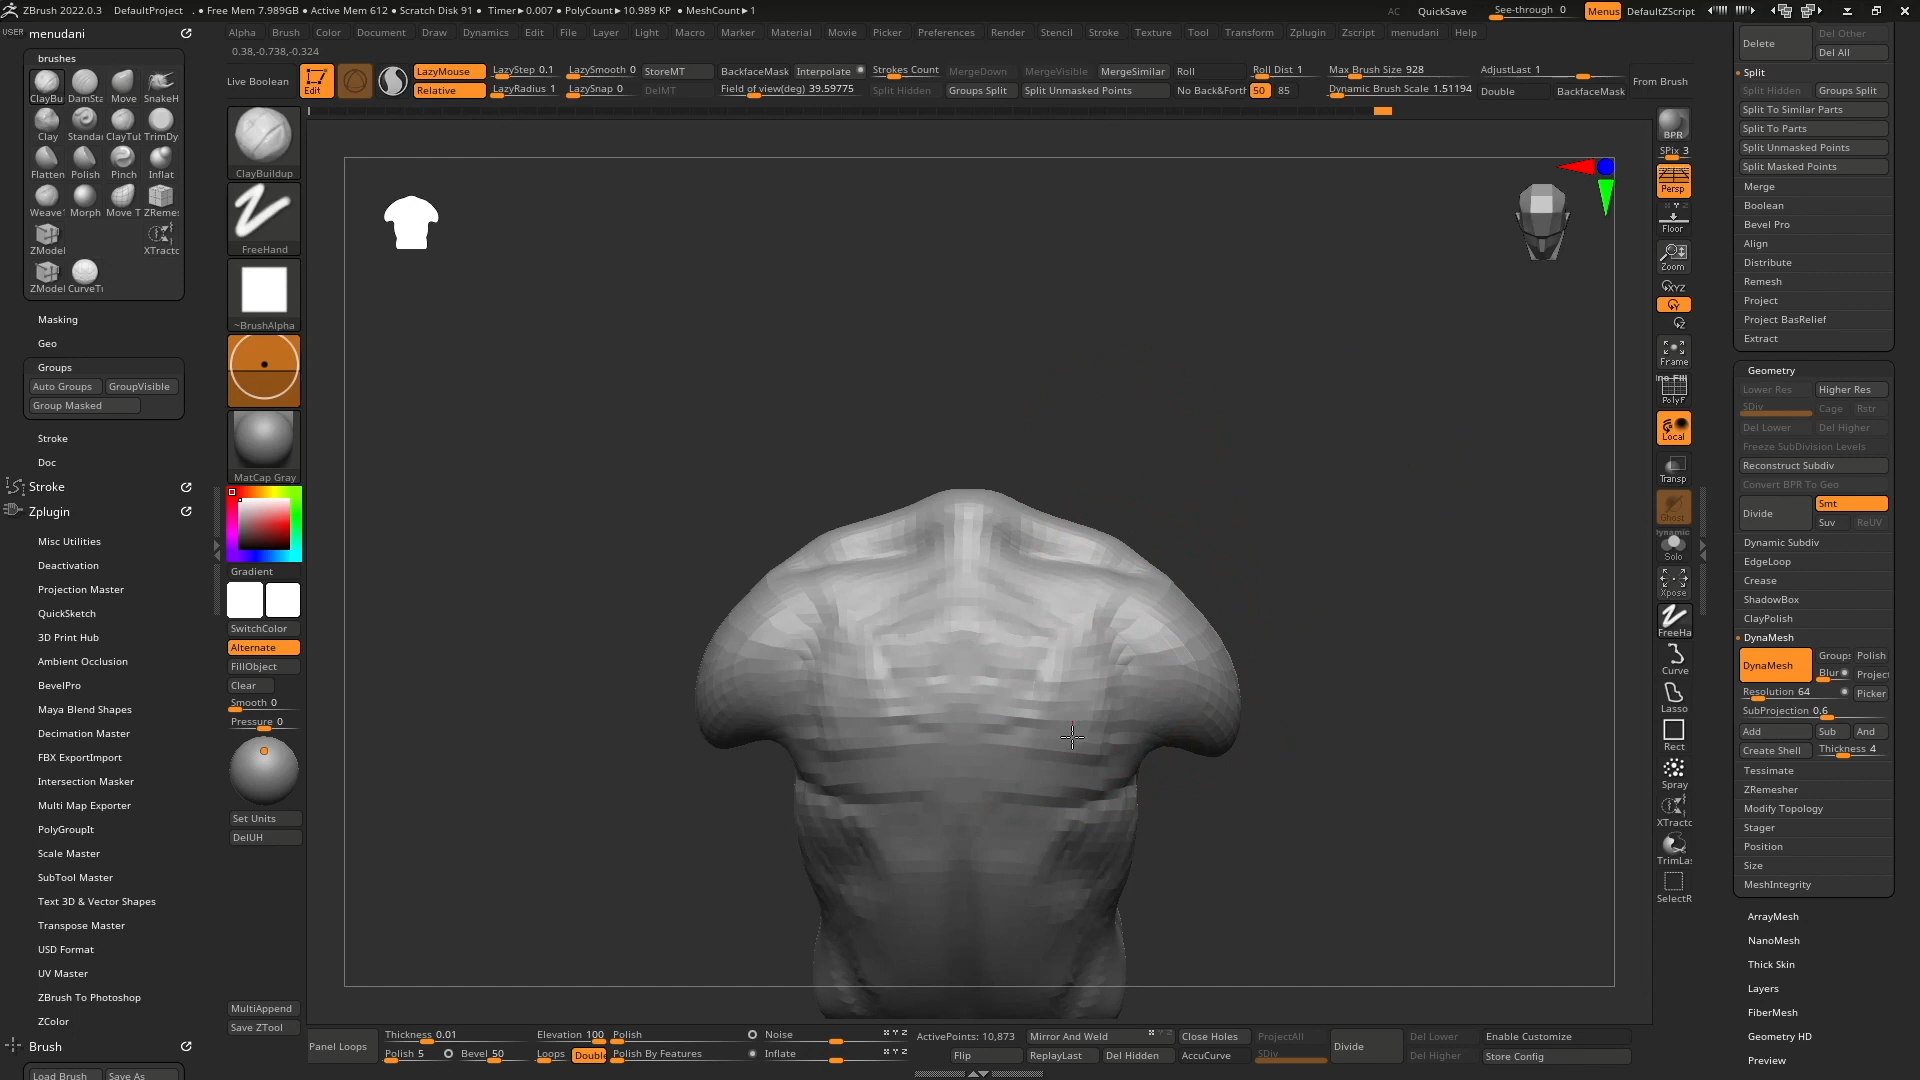 ZBrush 2022.0.3 DefaultProject . • Free Mem 7.989GB • Active Mem 612 • Scratch Disk 91 • Timer▸0.007 • PolyCount▸10.989 KP • MeshCount▸1 AC QuickSave See-through 0 Menus DefaultZScript
USER menudani
Alpha Brush Color Document Draw Dynamics Edit File Layer Light Macro Marker Material Movie Picker Preferences Render Stencil Stroke Texture Tool Transform Zplugin Zscript menudani Help
0.38,-0.738,-0.324
Live Boolean Edit
LazyMouse LazyStep 0.1 LazySmooth 0 StoreMT BackfaceMask Interpolate Strokes Count MergeDown MergeVisible MergeSimilar Roll Roll Dist 1 Max Brush Size 928 AdjustLast 1
Relative LazyRadius 1 LazySnap 0 DelMT Field of view(deg) 39.59775 Split Hidden Groups Split Split Unmasked Points No Back&Forth 50 85 Dynamic Brush Scale 1.51194 Double BackfaceMask From Brush
brushes
ClayBu DamSta Move SnakeH
Clay Standa ClayTul TrimDy
Flatten Polish Pinch Inflat
Weave Morph Move T ZReme
ZModel XTracto
ZModel CurveTu
Masking
Geo
Groups
Auto Groups GroupVisible
Group Masked
Stroke
Doc
Stroke
Zplugin
Misc Utilities
Deactivation
Projection Master
QuickSketch
3D Print Hub
Ambient Occlusion
BevelPro
Maya Blend Shapes
Decimation Master
FBX ExportImport
Intersection Masker
Multi Map Exporter
PolyGroupIt
Scale Master
SubTool Master
Text 3D & Vector Shapes
Transpose Master
USD Format
UV Master
ZBrush To Photoshop
ZColor
Brush
Load Brush Save As
ClayBuildup
FreeHand
~BrushAlpha
MatCap Gray
Gradient
SwitchColor
Alternate
FillObject
Clear
Smooth 0
Pressure 0
Set Units
DelUH
MultiAppend
Save ZTool
BPR
SPix 3
Persp
Floor
Zoom
XYZ
Y
Z
Frame
PolyF
Local
Transp
Ghost
Dynamic
Solo
Xpose
FreeHa
Curve
Lasso
Rect
Spray
XTracto
TrimLas
SelectR
Delete Del Other
Del All
Split
Split Hidden Groups Split
Split To Similar Parts
Split To Parts
Split Unmasked Points
Split Masked Points
Merge
Boolean
Bevel Pro
Align
Distribute
Remesh
Project
Project BasRelief
Extract
Geometry
Lower Res Higher Res
SDiv Cage Rstr
Del Lower Del Higher
Freeze SubDivision Levels
Reconstruct Subdiv
Convert BPR To Geo
Divide Smt
Suv ReUV
Dynamic Subdiv
EdgeLoop
Crease
ShadowBox
ClayPolish
DynaMesh
DynaMesh Groups Polish
Blur Project
Resolution 64 Picker
SubProjection 0.6
Add Sub And
Create Shell Thickness 4
Tessimate
ZRemesher
Modify Topology
Stager
Position
Size
MeshIntegrity
ArrayMesh
NanoMesh
Thick Skin
Layers
FiberMesh
Geometry HD
Preview
Panel Loops
Thickness 0.01 Elevation 100 Polish Noise X Y Z ActivePoints: 10,873 Mirror And Weld Close Holes ProjectAll Divide Del Lower Enable Customize
Polish 5 Bevel 50 Loops Double Polish By Features Inflate X Y Z Flip ReplayLast Del Hidden AccuCurve SDiv Del Higher Store Config